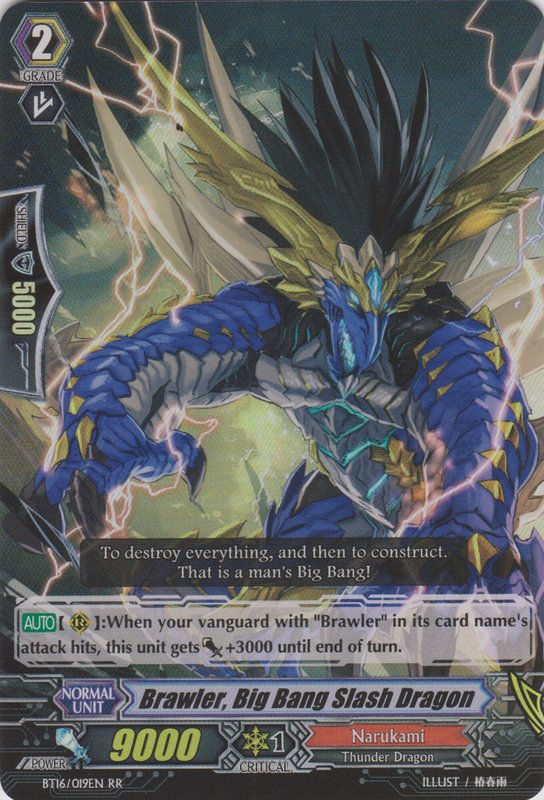 2
GRADE
SHIELD
5000
To destroy everything, and then to construct.
That is a man's Big Bang!
AUTO [ R ]:When your vanguard with "Brawler" in its card name's
attack hits, this unit gets +3000 until end of turn.
NORMAL
UNIT
Brawler, Big Bang Slash Dragon
POWER
9000
1
CRITICAL
Narukami
Thunder Dragon
BT16/019EN RR
ILLUST / 椿春雨